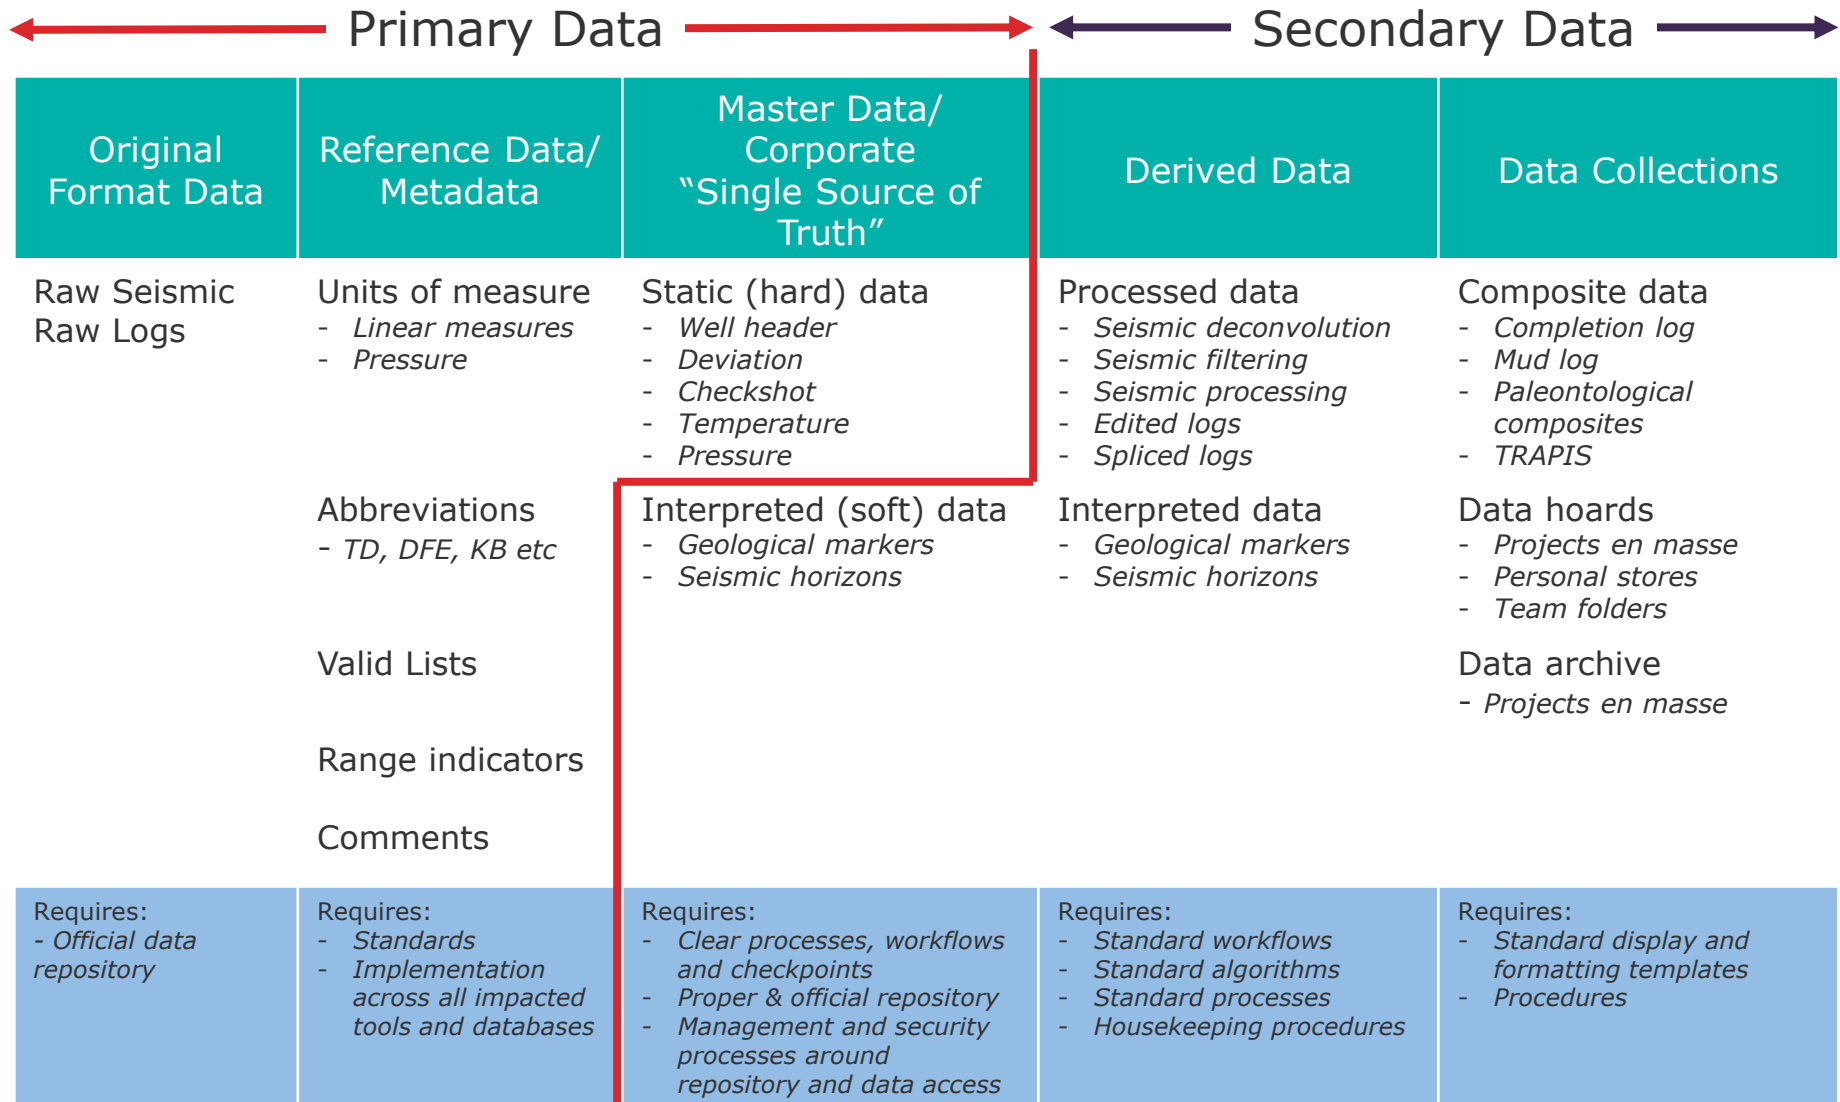 Primary Data
Secondary Data
Original
Format Data
Reference Data/
Metadata
Master Data/
Corporate
“Single Source of
Truth”
Derived Data
Data Collections
Raw Seismic
Raw Logs
Units of measure
- Linear measures
- Pressure
Abbreviations
- TD, DFE, KB etc
Valid Lists
Range indicators
Comments
Static (hard) data
- Well header
- Deviation
- Checkshot
- Temperature
- Pressure
Interpreted (soft) data
- Geological markers
- Seismic horizons
Processed data
- Seismic deconvolution
- Seismic filtering
- Seismic processing
- Edited logs
- Spliced logs
Interpreted data
- Geological markers
- Seismic horizons
Composite data
- Completion log
- Mud log
- Paleontological
composites
- TRAPIS
Data hoards
- Projects en masse
- Personal stores
- Team folders
Data archive
- Projects en masse
Requires:
- Official data
repository
Requires:
- Standards
- Implementation
across all impacted
tools and databases
Requires:
- Clear processes, workflows
and checkpoints
- Proper & official repository
- Management and security
processes around
repository and data access
Requires:
- Standard workflows
- Standard algorithms
- Standard processes
- Housekeeping procedures
Requires:
- Standard display and
formatting templates
- Procedures